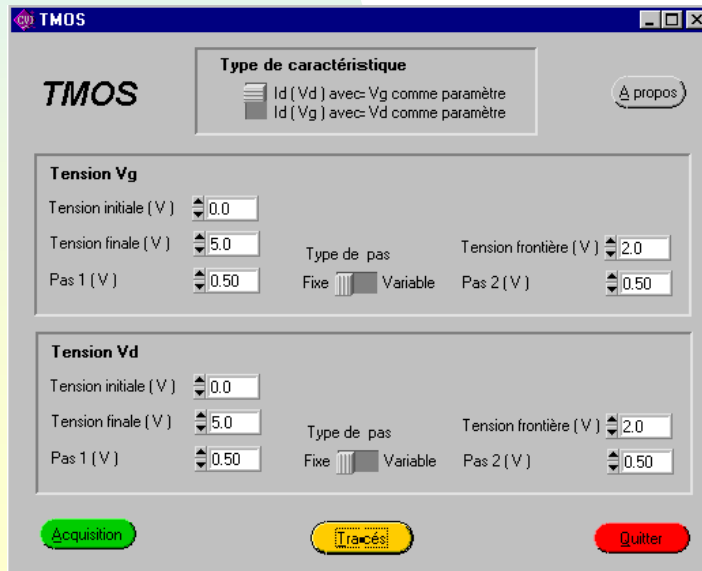 CVI TMOS
Type de caractéristique
TMOS
Id ( Vd ) avec= Vg comme paramètre
Id ( Vg ) avec= Vd comme paramètre
A propos
Tension Vg
Tension initiale ( V ) 0.0
Tension finale ( V ) 5.0
Type de pas
Tension frontière ( V ) 2.0
Pas 1 ( V ) 0.50
Fixe Variable
Pas 2 ( V ) 0.50
Tension Vd
Tension initiale ( V ) 0.0
Tension finale ( V ) 5.0
Type de pas
Tension frontière ( V ) 2.0
Pas 1 ( V ) 0.50
Fixe Variable
Pas 2 ( V ) 0.50
Acquisition
Tracés
Quitter